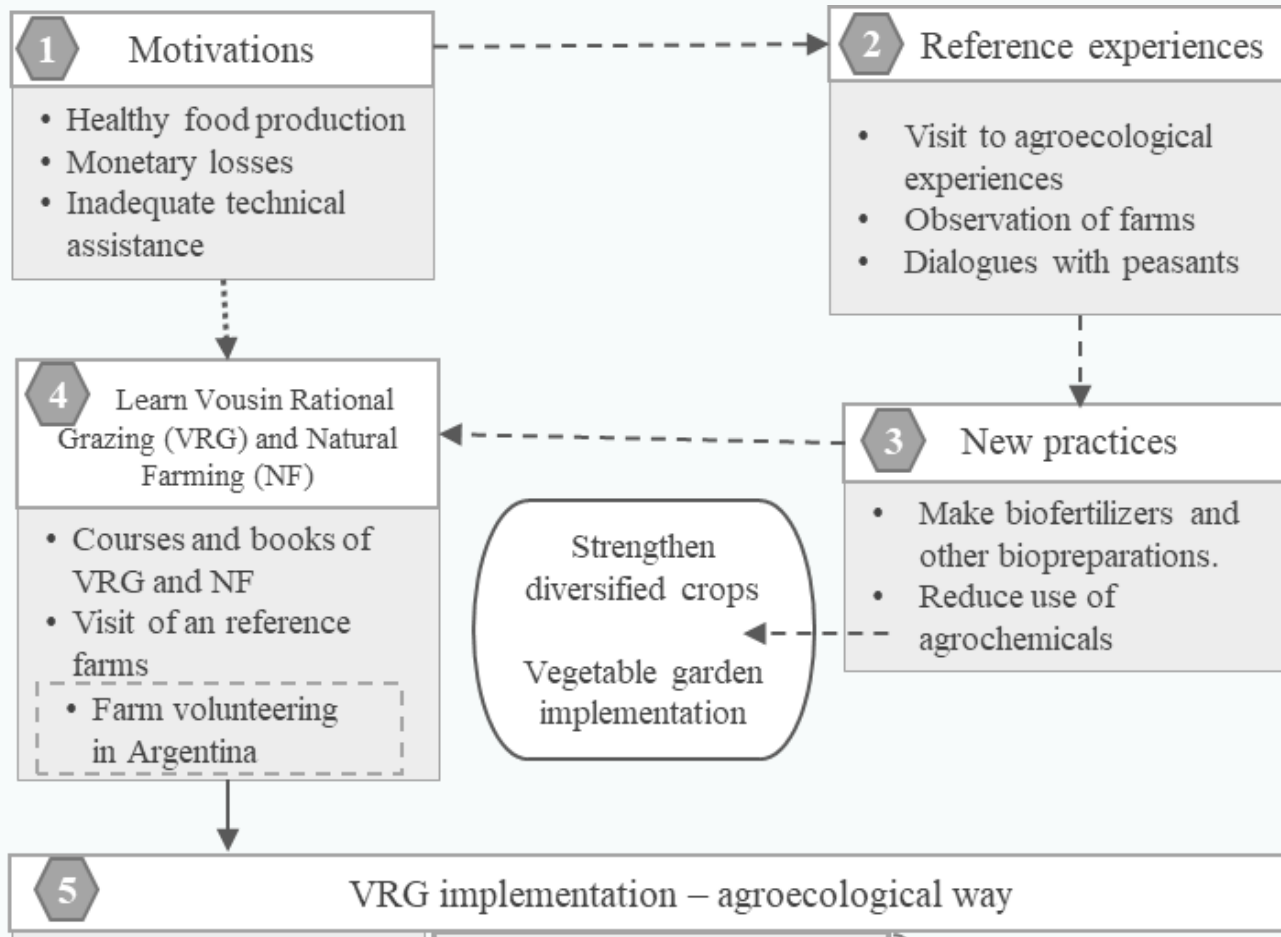 1 Motivations
• Healthy food production
• Monetary losses
• Inadequate technical
assistance
2 Reference experiences
• Visit to agroecological
experiences
• Observation of farms
• Dialogues with peasants
3 New practices
• Make biofertilizers and
other biopreparations.
• Reduce use of
agrochemicals
Strengthen
diversified crops
Vegetable garden
implementation
4 Learn Vousin Rational
Grazing (VRG) and Natural
Farming (NF)
• Courses and books of
VRG and NF
• Visit of an reference
farms
• Farm volunteering
in Argentina
5 VRG implementation – agroecological way